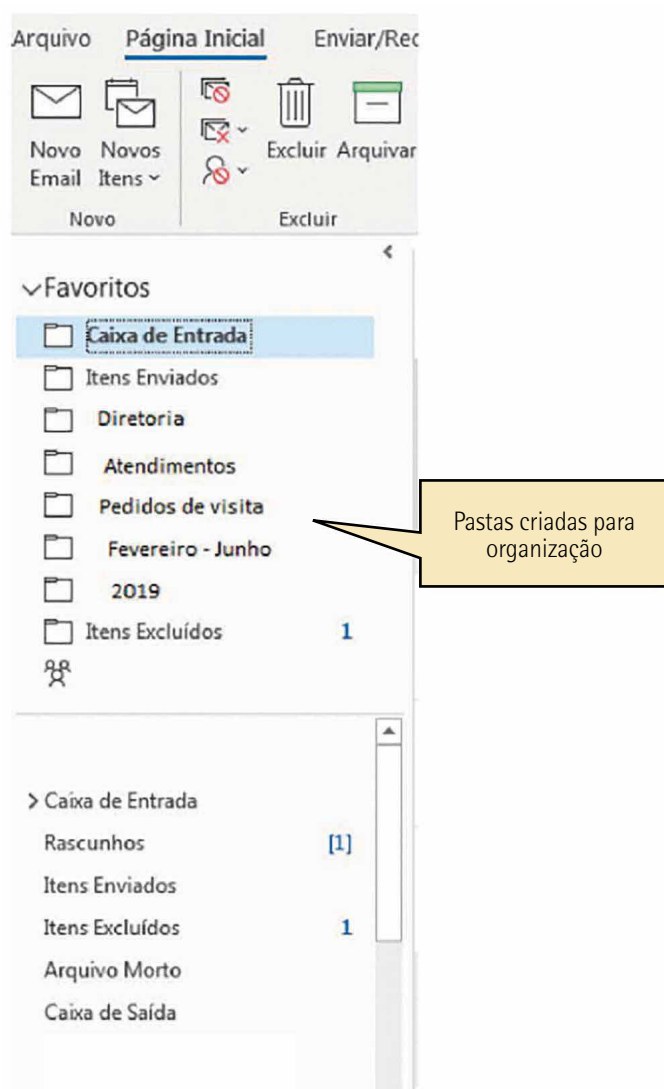 Arquivo Página Inicial Enviar/Rec
Novo Novos Excluir Arquivar
Email Itens
Novo Excluir
Favoritos
Caixa de Entrada
Itens Enviados
Diretoria
Atendimentos
Pedidos de visita
Fevereiro - Junho
2019
Itens Excluídos 1
Pastas criadas para
organização
Caixa de Entrada
Rascunhos [1]
Itens Enviados
Itens Excluídos 1
Arquivo Morto
Caixa de Saída